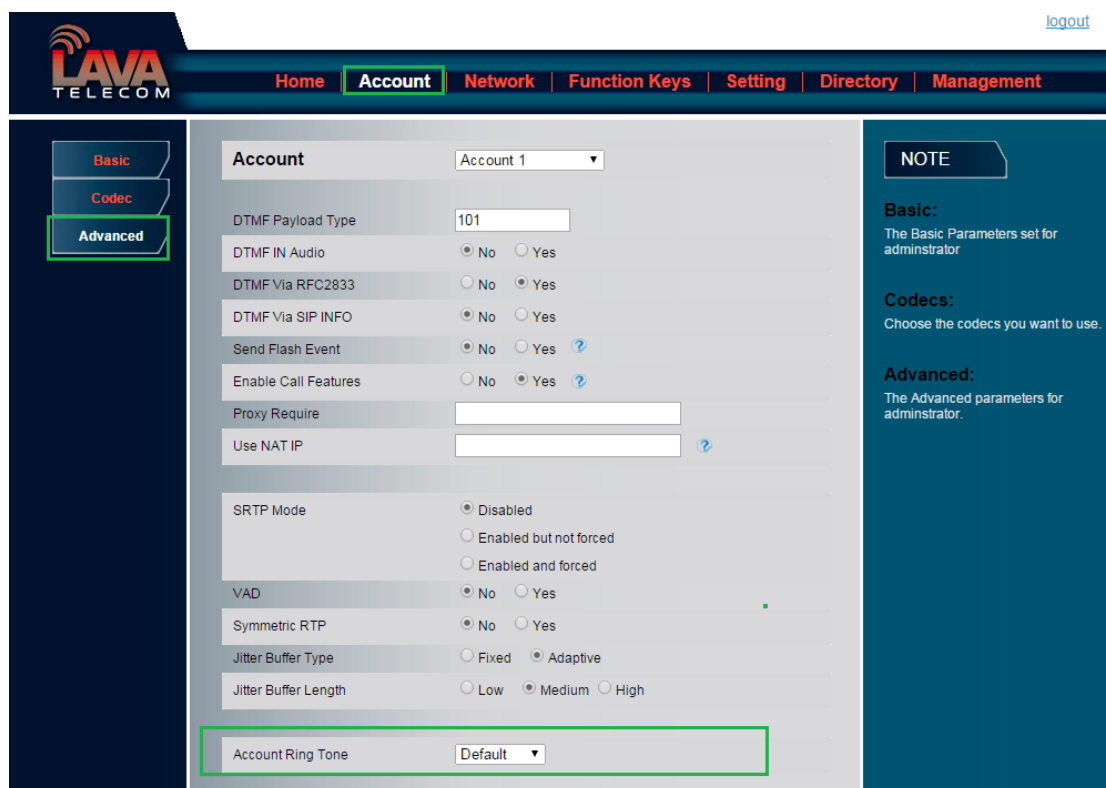 logout
LAVA
TELECOM
Home | Account | Network | Function Keys | Setting | Directory | Management
Basic
Codec
Advanced
Account Account 1
DTMF Payload Type 101
DTMF IN Audio No Yes
DTMF Via RFC2833 No Yes
DTMF Via SIP INFO No Yes
Send Flash Event No Yes ?
Enable Call Features No Yes ?
Proxy Require
Use NAT IP ?
SRTP Mode Disabled
Enabled but not forced
Enabled and forced
VAD No Yes
Symmetric RTP No Yes
Jitter Buffer Type Fixed Adaptive
Jitter Buffer Length Low Medium High
Account Ring Tone Default
NOTE
Basic:
The Basic Parameters set for
adminstrator
Codecs:
Choose the codecs you want to use.
Advanced:
The Advanced parameters for
adminstrator.